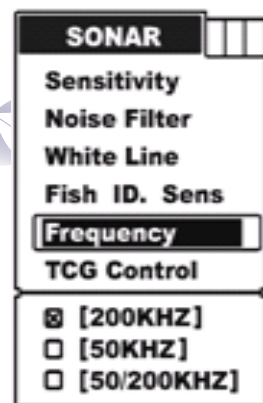 SONAR
Sensitivity
Noise Filter
White Line
Fish ID. Sens
Frequency
TCG Control
[200KHZ]
[50KHZ]
[50/200KHZ]